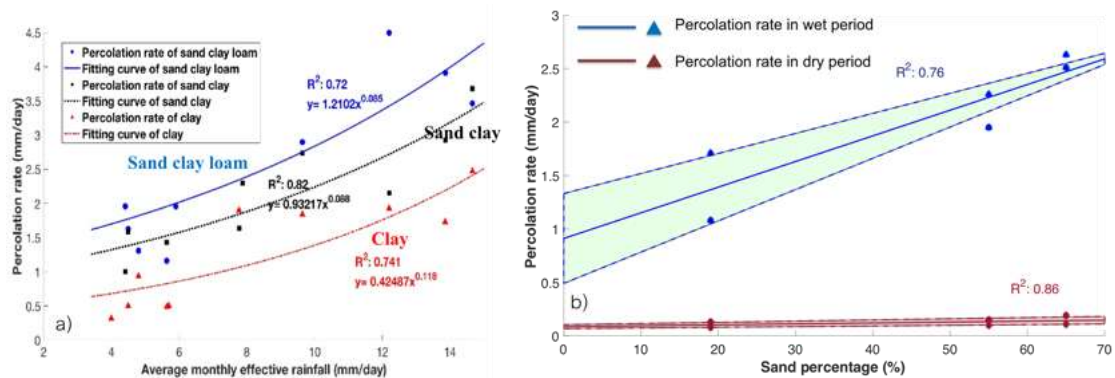 4.5
4
3.5
3
2.5
2
1.5
1
0.5
0
Percolation rate (mm/day)
Percolation rate of sand clay loam
Fitting curve of sand clay loam
Percolation rate of sand clay
Fitting curve of sand clay
Percolation rate of clay
Fitting curve of clay
R²: 0.72
y= 1.2102x^0.085
Sand clay
Sand clay loam
R²: 0.82
y= 0.93217x^0.088
Clay
R²: 0.741
y= 0.42487x^0.118
a)
2 4 6 8 10 12 14
Average monthly effective rainfall (mm/day)
3
2.5
2
1.5
1
0.5
0
Percolation rate (mm/day)
Percolation rate in wet period
Percolation rate in dry period
R²: 0.76
R²: 0.86
b)
0 10 20 30 40 50 60 70
Sand percentage (%)